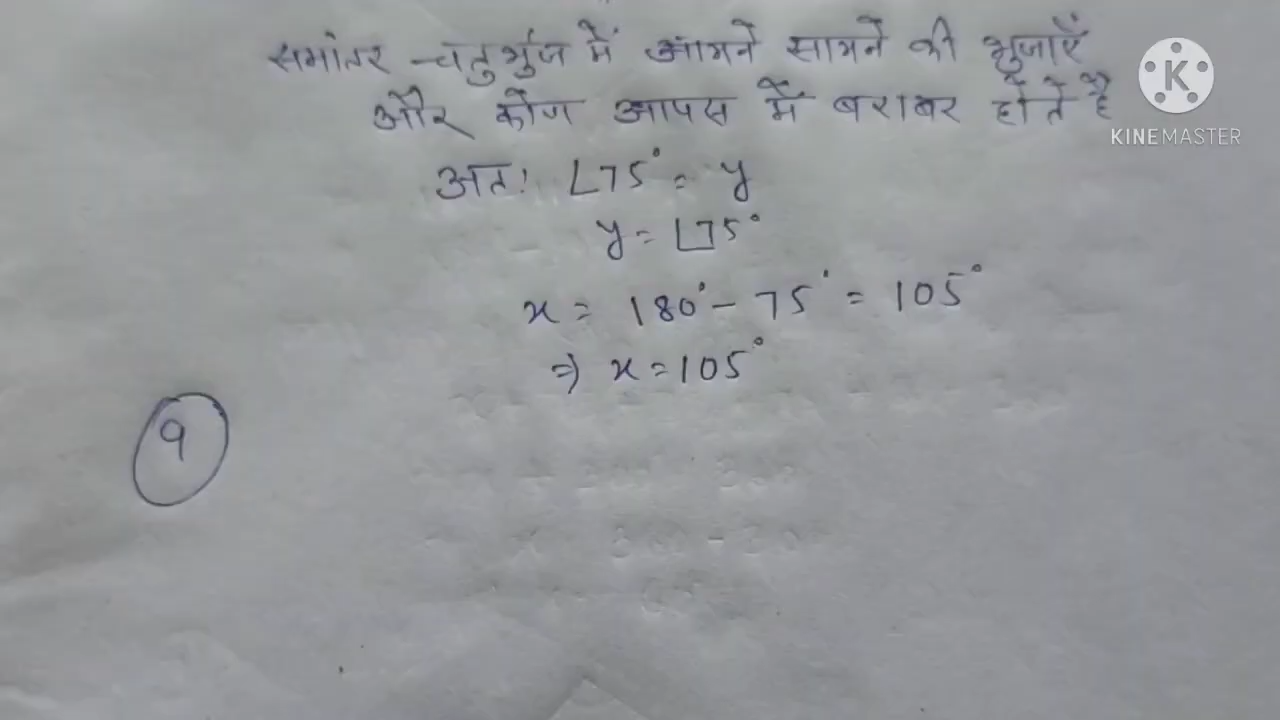 समांतर चतुर्भुज में आमने सामने की भुजाएँ
और कोण आपस में बराबर होते है
K
KINEMASTER
अतः ∠75° = y
y = ∠75°
x = 180° - 75° = 105°
⇒ x = 105°
9